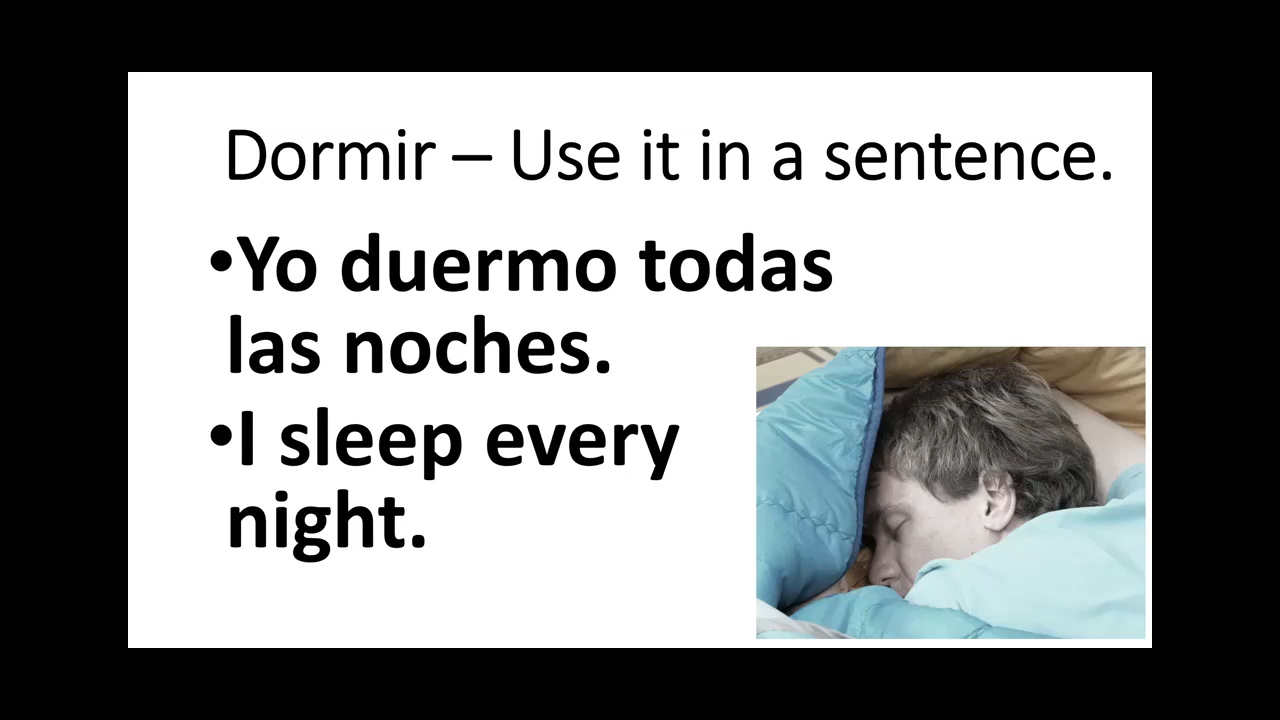 Dormir – Use it in a sentence.
•Yo duermo todas
las noches.
•I sleep every
night.